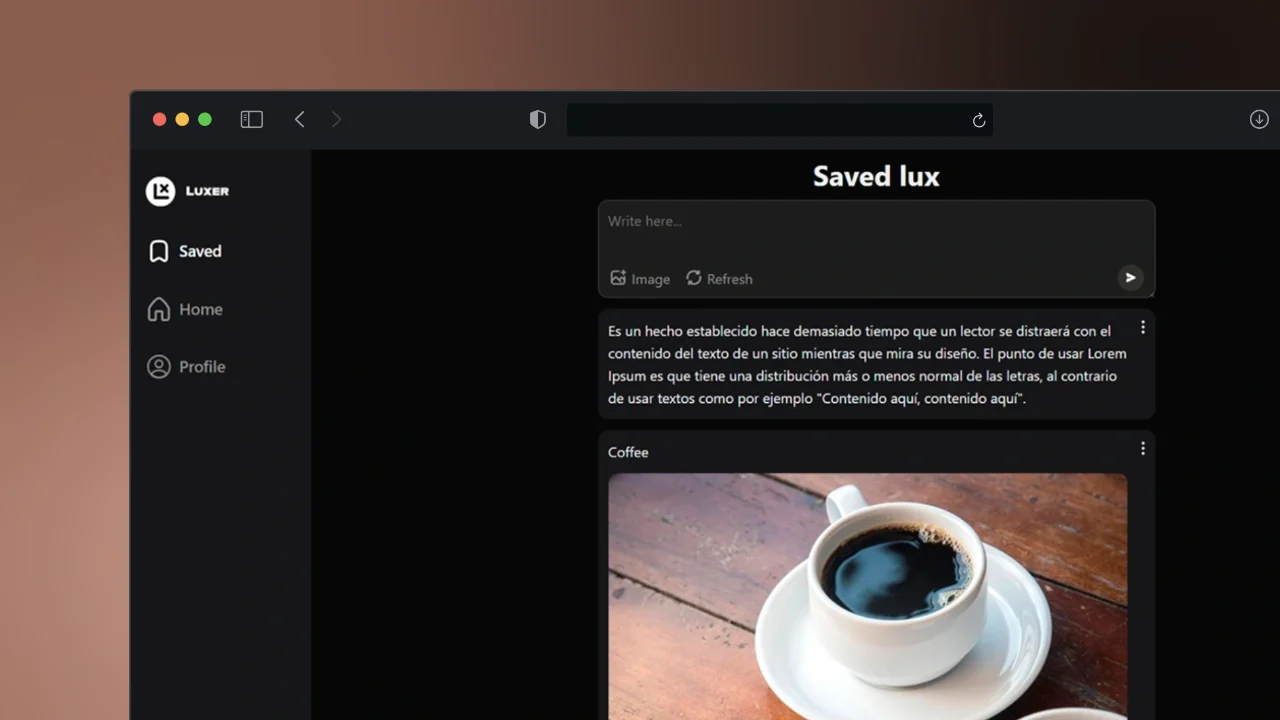 LUXER
Saved
Home
Profile
Saved lux
Write here...
Image Refresh
Es un hecho establecido hace demasiado tiempo que un lector se distraerá con el
contenido del texto de un sitio mientras que mira su diseño. El punto de usar Lorem
Ipsum es que tiene una distribución más o menos normal de las letras, al contrario
de usar textos como por ejemplo "Contenido aquí, contenido aquí".
Coffee